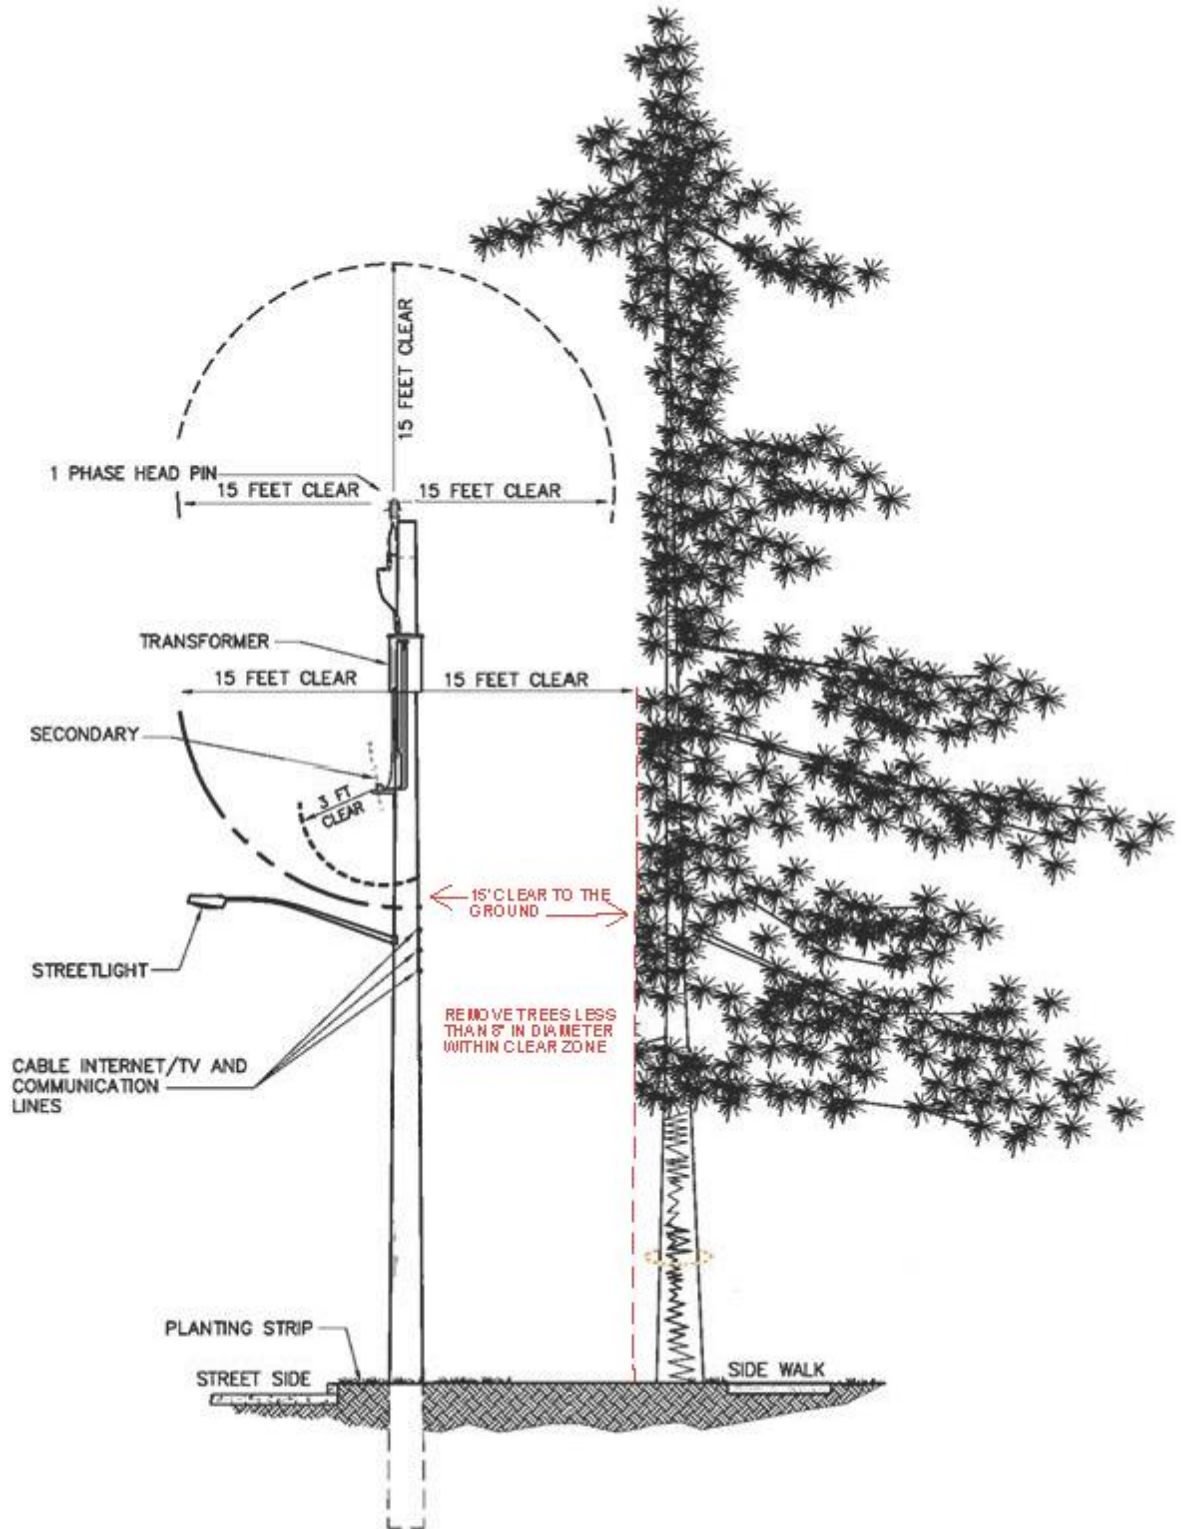 15 FEET CLEAR
1 PHASE HEAD PIN
15 FEET CLEAR
15 FEET CLEAR
TRANSFORMER
15 FEET CLEAR
15 FEET CLEAR
SECONDARY
3 FT
CLEAR
15' CLEAR TO THE
GROUND
STREETLIGHT
REMOVE TREES LESS
THAN 8" IN DIAMETER
WITHIN CLEAR ZONE
CABLE INTERNET/TV AND
COMMUNICATION
LINES
PLANTING STRIP
STREET SIDE
SIDE WALK